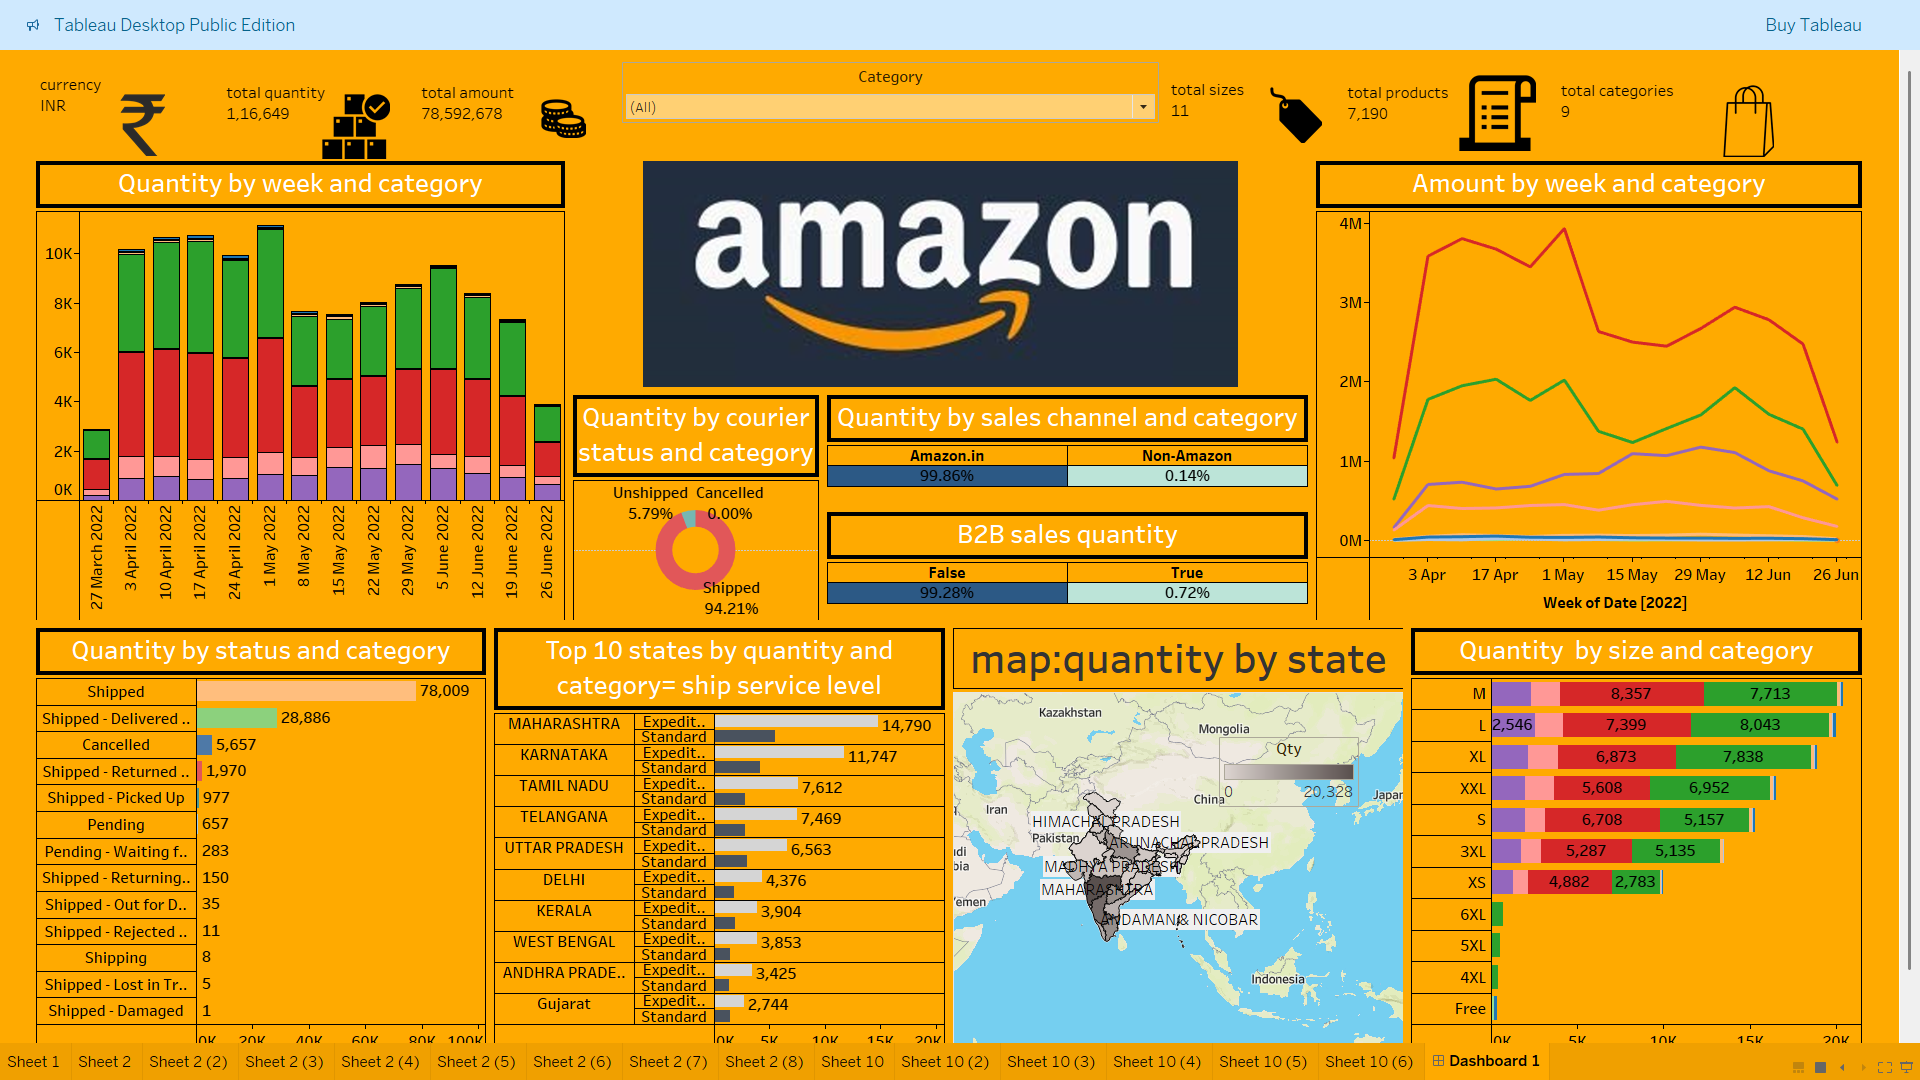 Tableau Desktop Public Edition
Buy Tableau
currency
INR
total quantity
1,16,649
total amount
78,592,678
Category
(All)
total sizes
11
total products
7,190
total categories
9
Quantity by week and category
10K
8K
6K
4K
2K
0K
27 March 2022
3 April 2022
10 April 2022
17 April 2022
24 April 2022
1 May 2022
8 May 2022
15 May 2022
22 May 2022
29 May 2022
5 June 2022
12 June 2022
19 June 2022
26 June 2022
amazon
Quantity by courier
status and category
Unshipped Cancelled
5.79% 0.00%
Shipped
94.21%
Quantity by sales channel and category
Amazon.in Non-Amazon
99.86% 0.14%
B2B sales quantity
False True
99.28% 0.72%
Amount by week and category
4M
3M
2M
1M
0M
3 Apr 17 Apr 1 May 15 May 29 May 12 Jun 26 Jun
Week of Date [2022]
Quantity by status and category
Shipped 78,009
Shipped - Delivered .. 28,886
Cancelled 5,657
Shipped - Returned .. 1,970
Shipped - Picked Up 977
Pending 657
Pending - Waiting f.. 283
Shipped - Returning.. 150
Shipped - Out for D.. 35
Shipped - Rejected .. 11
Shipping 8
Shipped - Lost in Tr.. 5
Shipped - Damaged 1
0K 20K 40K 60K 80K 100K
Top 10 states by quantity and
category= ship service level
MAHARASHTRA Expedit.. 14,790
Standard
KARNATAKA Expedit.. 11,747
Standard
TAMIL NADU Expedit.. 7,612
Standard
TELANGANA Expedit.. 7,469
Standard
UTTAR PRADESH Expedit.. 6,563
Standard
DELHI Expedit.. 4,376
Standard
KERALA Expedit.. 3,904
Standard
WEST BENGAL Expedit.. 3,853
Standard
ANDHRA PRADE.. Expedit.. 3,425
Standard
Gujarat Expedit.. 2,744
Standard
0K 5K 10K 15K 20K
map:quantity by state
Kazakhstan
Mongolia
Qty
0 20,328
Iran
China
Japan
HIMACHAL PRADESH
Pakistan
ARUNACHAL PRADESH
MADHYA PRADESH
MAHARASHTRA
ANDAMAN & NICOBAR
Indonesia
Quantity by size and category
M 8,357 7,713
L 2,546 7,399 8,043
XL 6,873 7,838
XXL 5,608 6,952
S 6,708 5,157
3XL 5,287 5,135
XS 4,882 2,783
6XL
5XL
4XL
Free
0K 5K 10K 15K 20K
Sheet 1 Sheet 2 Sheet 2 (2) Sheet 2 (3) Sheet 2 (4) Sheet 2 (5) Sheet 2 (6) Sheet 2 (7) Sheet 2 (8) Sheet 10 Sheet 10 (2) Sheet 10 (3) Sheet 10 (4) Sheet 10 (5) Sheet 10 (6) Dashboard 1